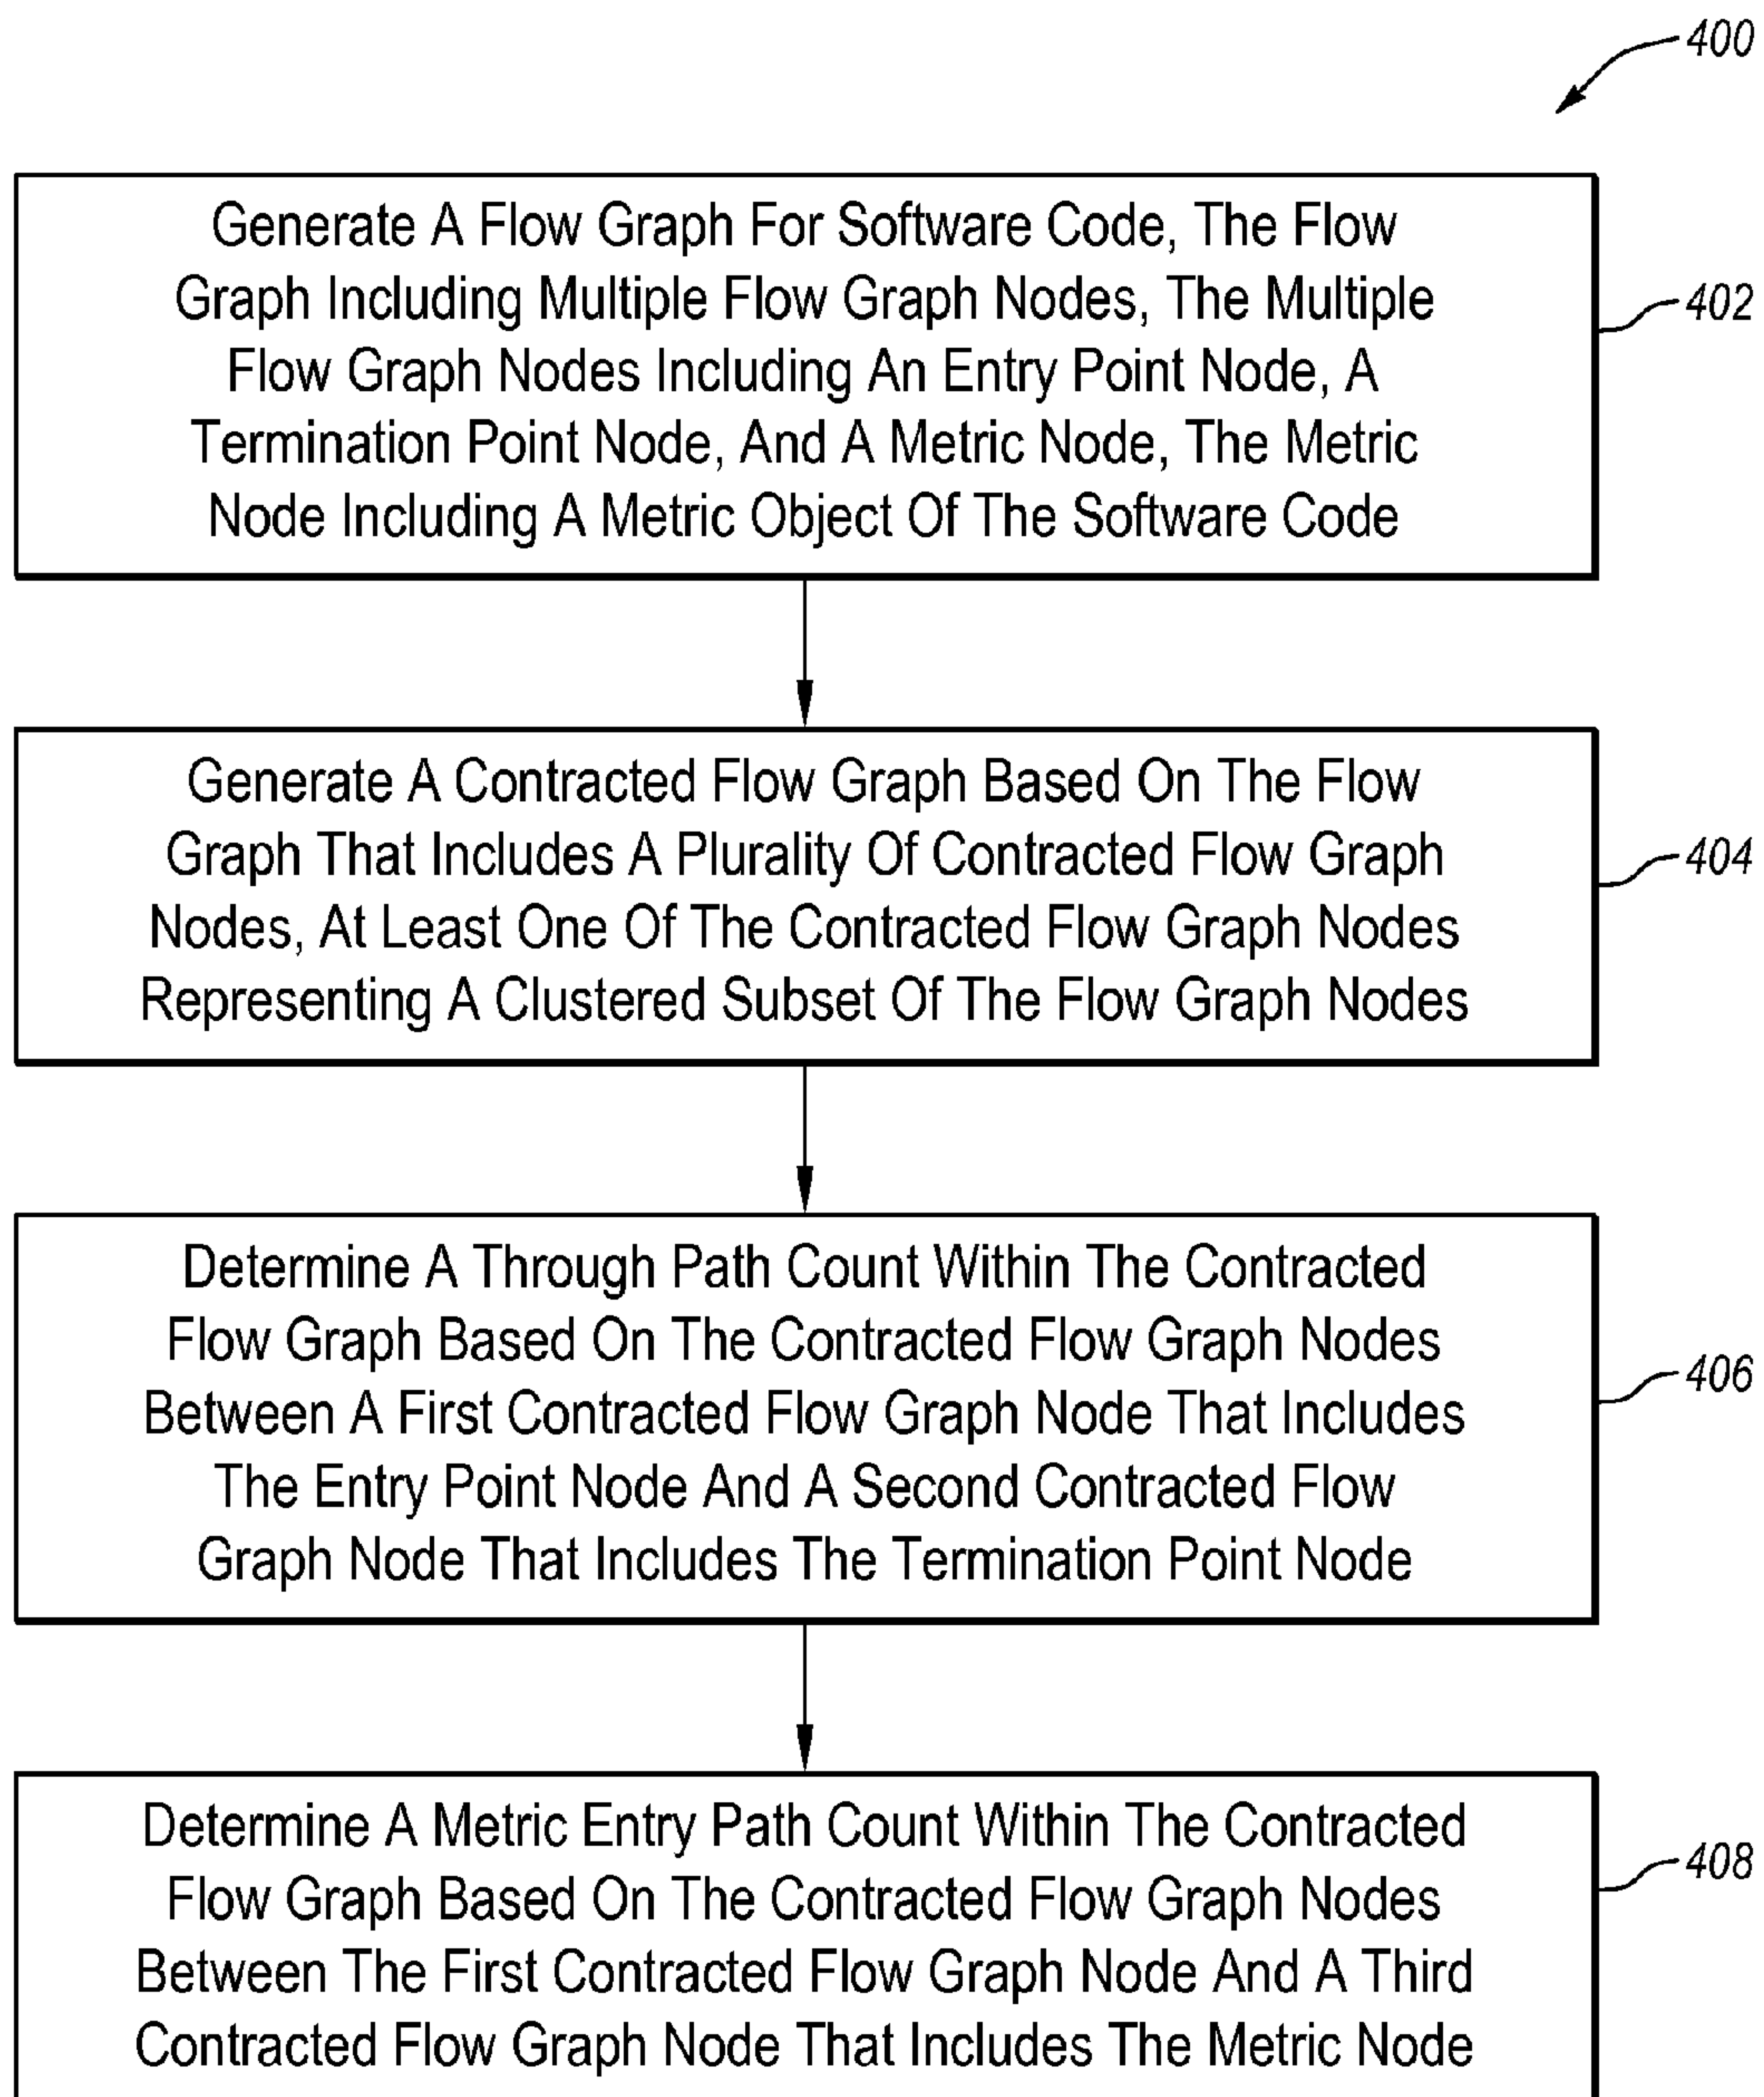 400
Generate A Flow Graph For Software Code, The Flow
Graph Including Multiple Flow Graph Nodes, The Multiple
Flow Graph Nodes Including An Entry Point Node, A
Termination Point Node, And A Metric Node, The Metric
Node Including A Metric Object Of The Software Code
402
Generate A Contracted Flow Graph Based On The Flow
Graph That Includes A Plurality Of Contracted Flow Graph
Nodes, At Least One Of The Contracted Flow Graph Nodes
Representing A Clustered Subset Of The Flow Graph Nodes
404
Determine A Through Path Count Within The Contracted
Flow Graph Based On The Contracted Flow Graph Nodes
Between A First Contracted Flow Graph Node That Includes
The Entry Point Node And A Second Contracted Flow
Graph Node That Includes The Termination Point Node
406
Determine A Metric Entry Path Count Within The Contracted
Flow Graph Based On The Contracted Flow Graph Nodes
Between The First Contracted Flow Graph Node And A Third
Contracted Flow Graph Node That Includes The Metric Node
408